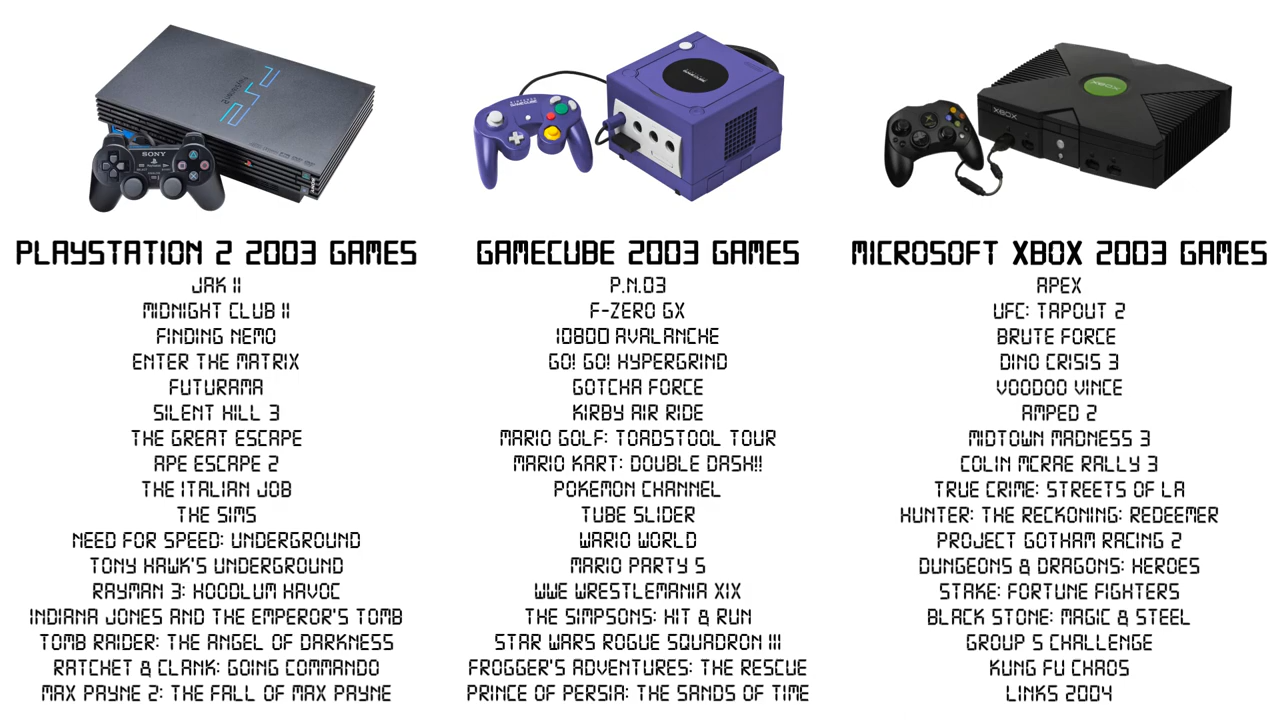 PS2
SONY
XBOX
XBOX
PLAYSTATION 2 2003 GAMES
JAK II
MIDNIGHT CLUB II
FINDING NEMO
ENTER THE MATRIX
FUTURAMA
SILENT HILL 3
THE GREAT ESCAPE
APE ESCAPE 2
THE ITALIAN JOB
THE SIMS
NEED FOR SPEED: UNDERGROUND
TONY HAWK'S UNDERGROUND
RAYMAN 3: HOODLUM HAVOC
INDIANA JONES AND THE EMPEROR'S TOMB
TOMB RAIDER: THE ANGEL OF DARKNESS
RATCHET & CLANK: GOING COMMANDO
MAX PAYNE 2: THE FALL OF MAX PAYNE
GAMECUBE 2003 GAMES
P.N.03
F-ZERO GX
1080 AVALANCHE
GO! GO! HYPERGRIND
GOTCHA FORCE
KIRBY AIR RIDE
MARIO GOLF: TOADSTOOL TOUR
MARIO KART: DOUBLE DASH!!
POKEMON CHANNEL
TUBE SLIDER
WARIO WORLD
MARIO PARTY 5
WWE WRESTLEMANIA XIX
THE SIMPSONS: HIT & RUN
STAR WARS ROGUE SQUADRON III
FROGGER'S ADVENTURES: THE RESCUE
PRINCE OF PERSIA: THE SANDS OF TIME
MICROSOFT XBOX 2003 GAMES
APEX
UFC: TAPOUT 2
BRUTE FORCE
DINO CRISIS 3
VOODOO VINCE
AMPED 2
MIDTOWN MADNESS 3
COLIN MCRAE RALLY 3
TRUE CRIME: STREETS OF LA
HUNTER: THE RECKONING: REDEEMER
PROJECT GOTHAM RACING 2
DUNGEONS & DRAGONS: HEROES
STAKE: FORTUNE FIGHTERS
BLACK STONE: MAGIC & STEEL
GROUP S CHALLENGE
KUNG FU CHAOS
LINKS 2004